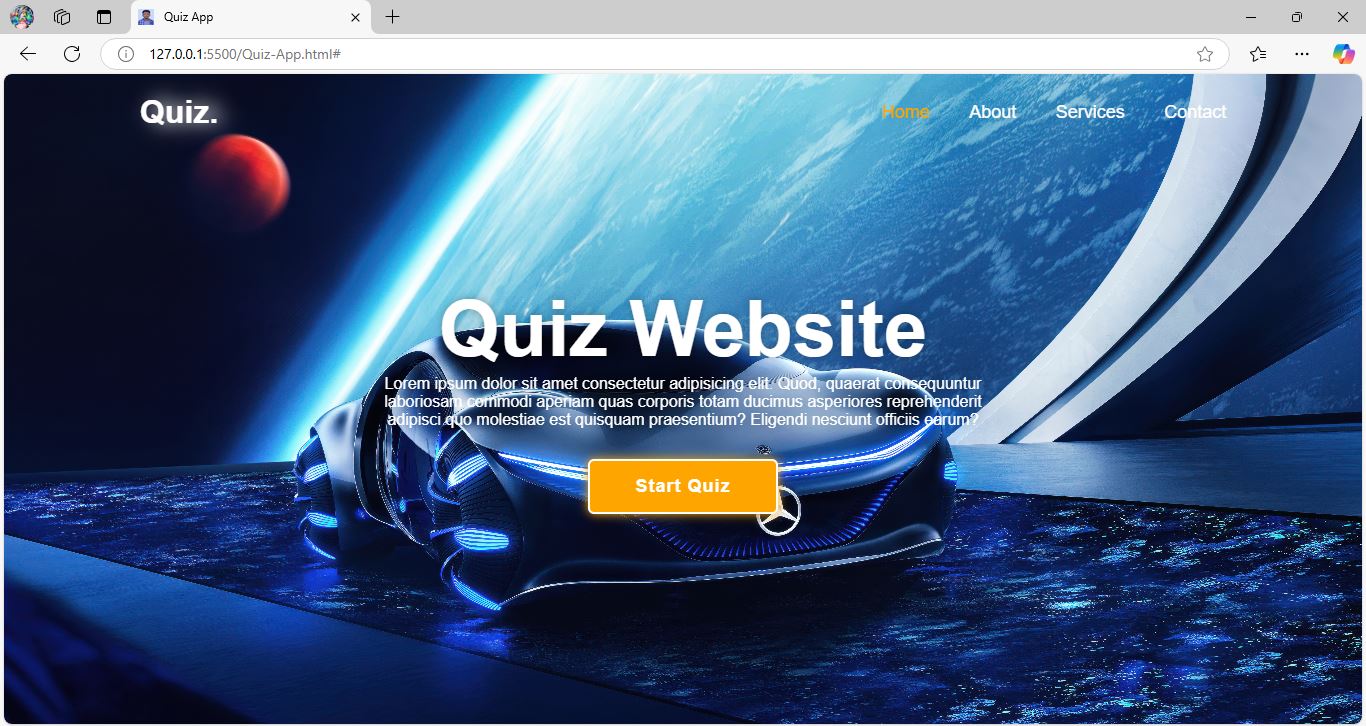 Quiz App
127.0.0.1:5500/Quiz-App.html#
Quiz.
Home About Services Contact
Quiz Website
Lorem ipsum dolor sit amet consectetur adipisicing elit. Quod, quaerat consequuntur
laboriosam commodi aperiam quas corporis totam ducimus asperiores reprehenderit
adipisci quo molestiae est quisquam praesentium? Eligendi nesciunt officiis earum?
Start Quiz